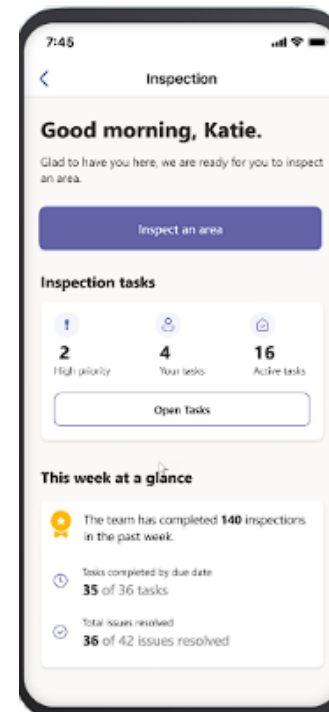 7:45
Inspection
Good morning, Katie.
Glad to have you here, we are ready for you to inspect
an area.
Inspect an area
Inspection tasks
2
4
16
High priority
Your tasks
Active tasks
Open Tasks
This week at a glance
The team has completed 140 inspections
in the past week.
Tasks completed by due date
35 of 36 tasks
Total issues resolved
36 of 42 issues resolved